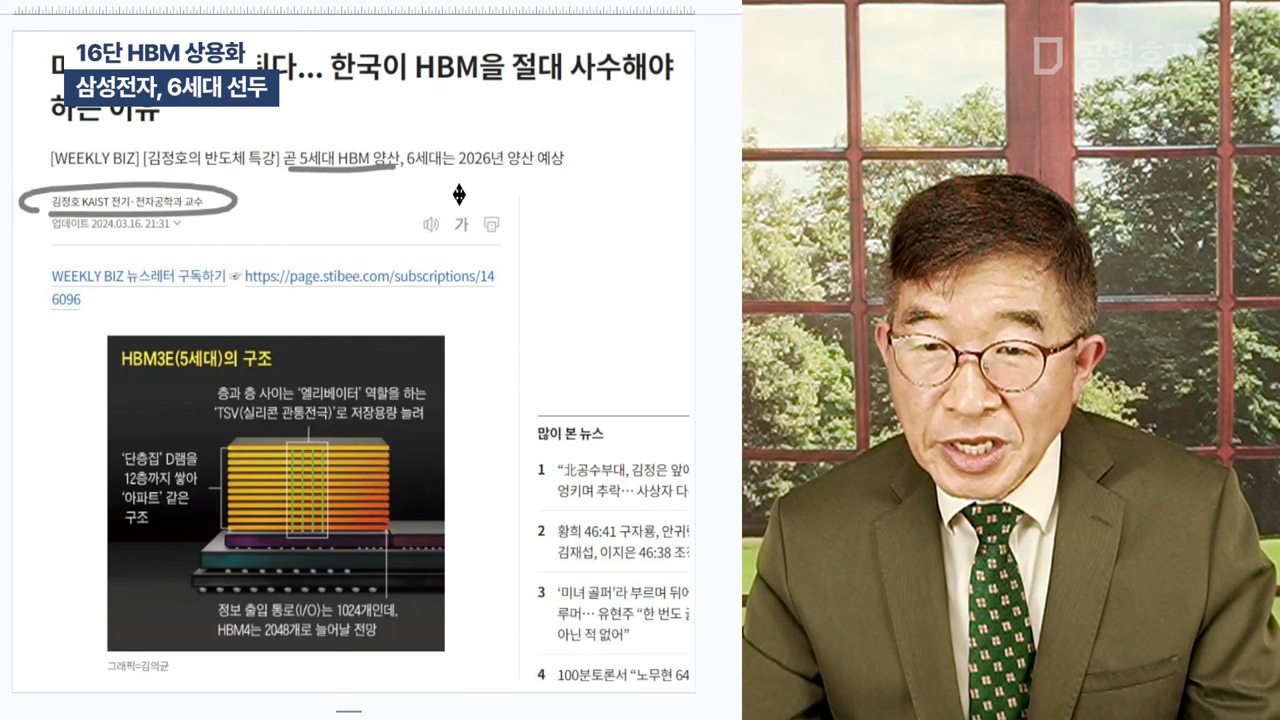 16단 HBM 상용화
삼성전자, 6세대 선두
한국이 HBM을 절대 사수해야
하는 이유
[WEEKLY BIZ] [김정호의 반도체 특강] 곧 5세대 HBM 양산, 6세대는 2026년 양산 예상
김정호 KAIST 전기·전자공학과 교수
업데이트 2024.03.16. 21:31
가
WEEKLY BIZ 뉴스레터 구독하기 ☞ https://page.stibee.com/subscriptions/14
6096
HBM3E(5세대)의 구조
층과 층 사이는 ‘엘리베이터’ 역할을 하는
‘TSV(실리콘 관통전극)’로 저장용량 늘려
‘단층집’ D램을
12층까지 쌓아
‘아파트’ 같은
구조
정보 출입 통로(I/O)는 1024개인데,
HBM4는 2048개로 늘어날 전망
그래픽=김의균
많이 본 뉴스
1 “北공수부대, 김정은 앞에
엉키며 추락… 사상자 다
2 황희 46:41 구자룡, 안귀
김재섭, 이지은 46:38 조
3 ‘미녀 골퍼’라 부르며 뒤에
루머… 유현주 “한 번도
아닌 적 없어”
4 100분토론서 “노무현 64
공병호